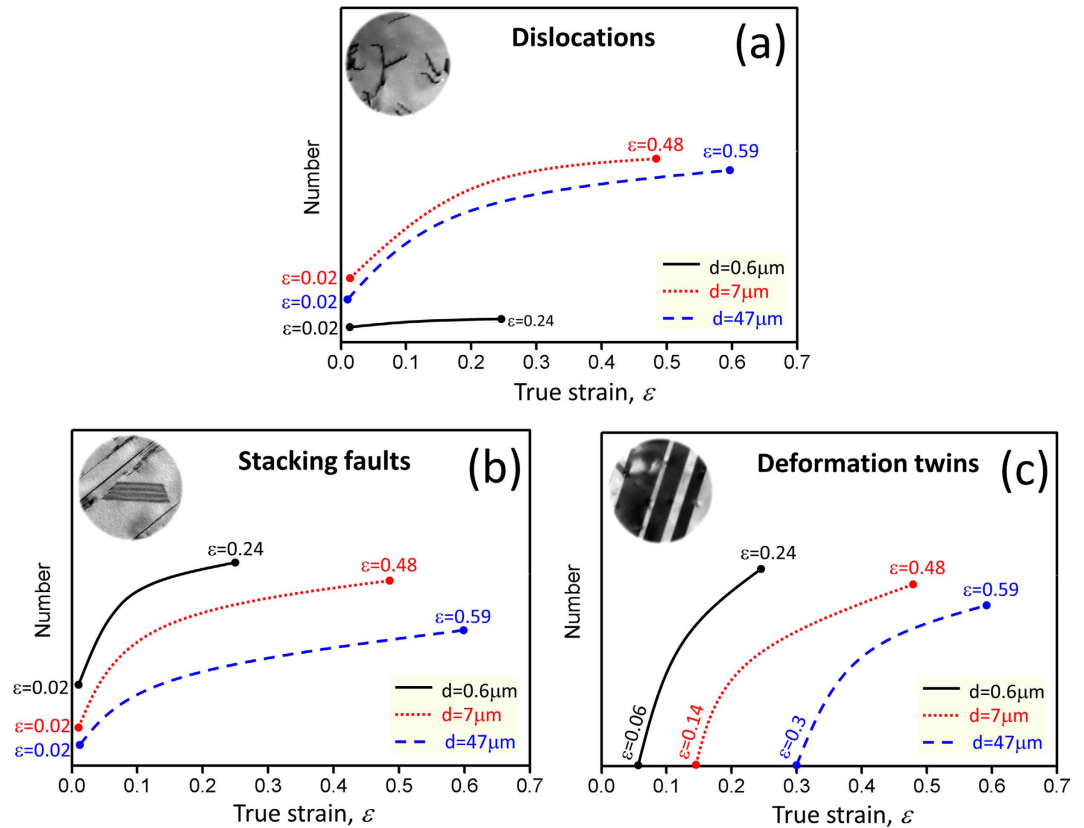 Dislocations
(a)
Number
ε=0.48
ε=0.59
ε=0.02
ε=0.02
ε=0.02
ε=0.24
d=0.6μm
d=7μm
d=47μm
0.0 0.1 0.2 0.3 0.4 0.5 0.6 0.7
True strain, ε
Stacking faults
(b)
Number
ε=0.24
ε=0.48
ε=0.59
ε=0.02
ε=0.02
ε=0.02
d=0.6μm
d=7μm
d=47μm
0.0 0.1 0.2 0.3 0.4 0.5 0.6 0.7
True strain, ε
Deformation twins
(c)
Number
ε=0.24
ε=0.48
ε=0.59
ε=0.06
ε=0.14
ε=0.3
d=0.6μm
d=7μm
d=47μm
0.0 0.1 0.2 0.3 0.4 0.5 0.6 0.7
True strain, ε